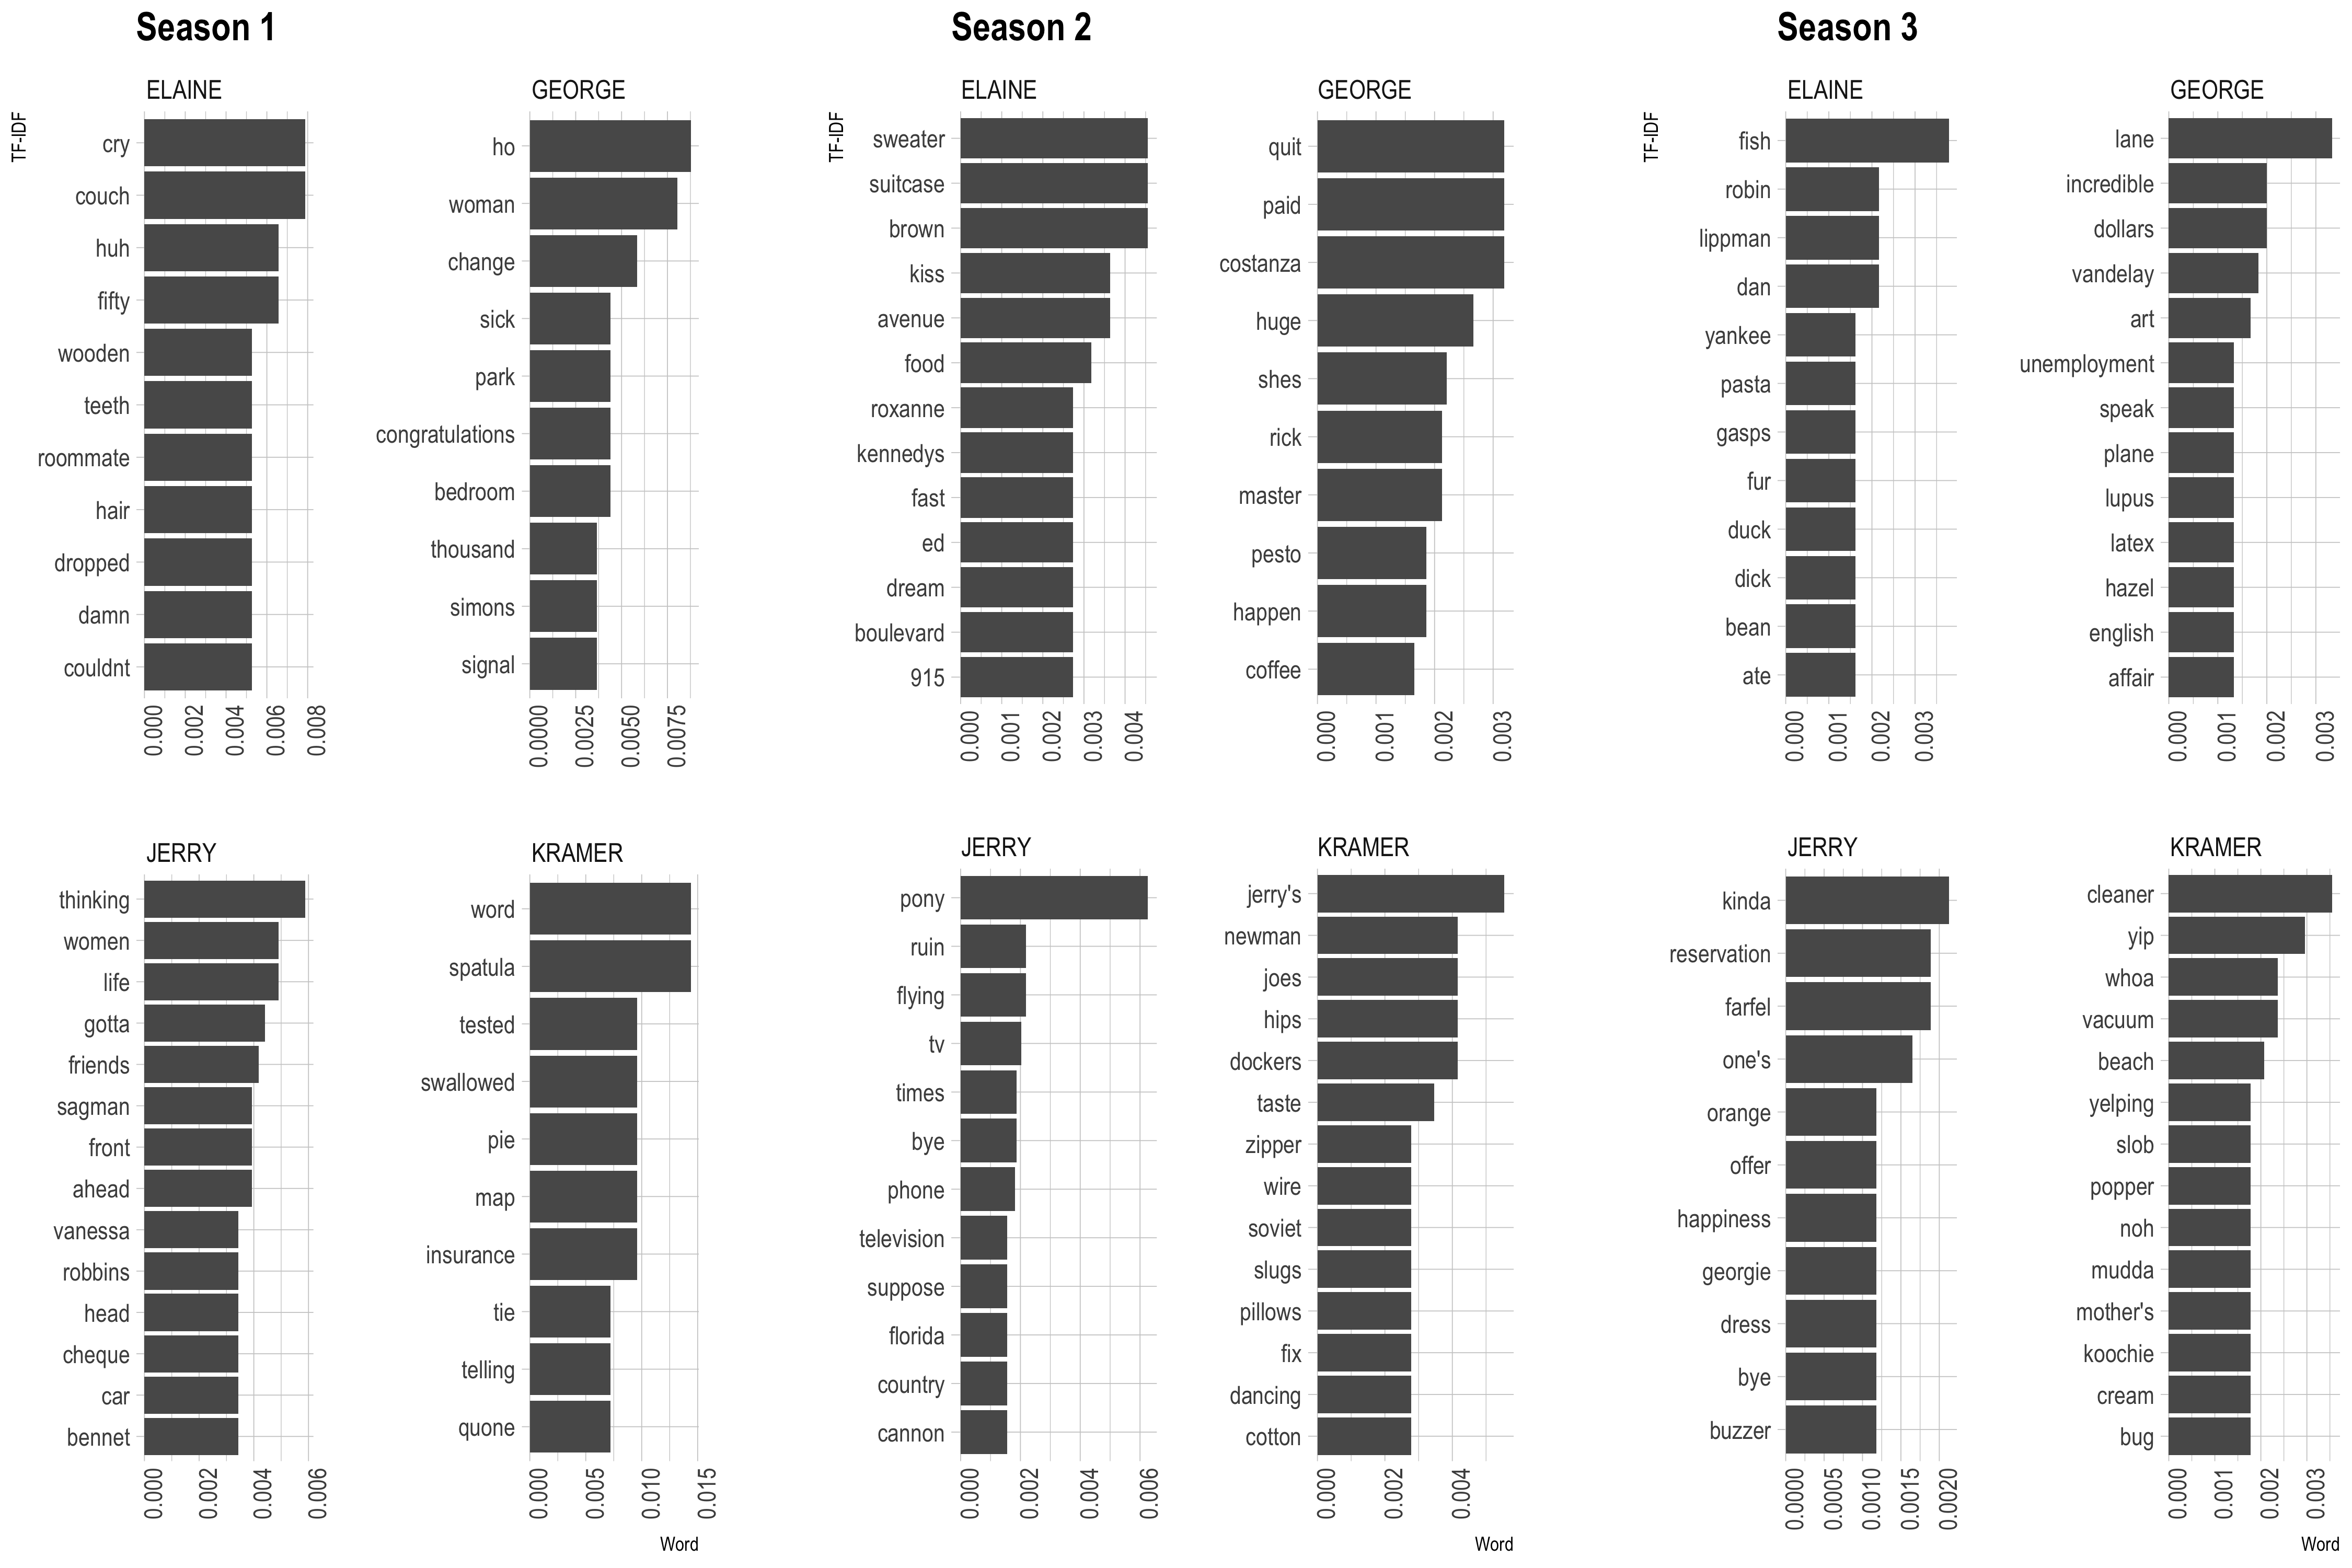 Season 1
ELAINE
TF-IDF
cry
couch
huh
fifty
wooden
teeth
roommate
hair
dropped
damn
couldnt
0.000
0.002
0.004
0.006
0.008
GEORGE
ho
woman
change
sick
park
congratulations
bedroom
thousand
simons
signal
0.0000
0.0025
0.0050
0.0075
JERRY
thinking
women
life
gotta
friends
sagman
front
ahead
vanessa
robbins
head
cheque
car
bennet
0.000
0.002
0.004
0.006
KRAMER
word
spatula
tested
swallowed
pie
map
insurance
tie
telling
quone
0.000
0.005
0.010
0.015
Word
Season 2
ELAINE
TF-IDF
sweater
suitcase
brown
kiss
avenue
food
roxanne
kennedys
fast
ed
dream
boulevard
915
0.000
0.001
0.002
0.003
0.004
GEORGE
quit
paid
costanza
huge
shes
rick
master
pesto
happen
coffee
0.000
0.001
0.002
0.003
JERRY
pony
ruin
flying
tv
times
bye
phone
television
suppose
florida
country
cannon
0.000
0.002
0.004
0.006
KRAMER
jerry's
newman
joes
hips
dockers
taste
zipper
wire
soviet
slugs
pillows
fix
dancing
cotton
0.000
0.002
0.004
Word
Season 3
ELAINE
TF-IDF
fish
robin
lippman
dan
yankee
pasta
gasps
fur
duck
dick
bean
ate
0.000
0.001
0.002
0.003
GEORGE
lane
incredible
dollars
vandelay
art
unemployment
speak
plane
lupus
latex
hazel
english
affair
0.000
0.001
0.002
0.003
JERRY
kinda
reservation
farfel
one's
orange
offer
happiness
georgie
dress
bye
buzzer
0.0000
0.0005
0.0010
0.0015
0.0020
KRAMER
cleaner
yip
whoa
vacuum
beach
yelping
slob
popper
noh
mudda
mother's
koochie
cream
bug
0.000
0.001
0.002
0.003
Word